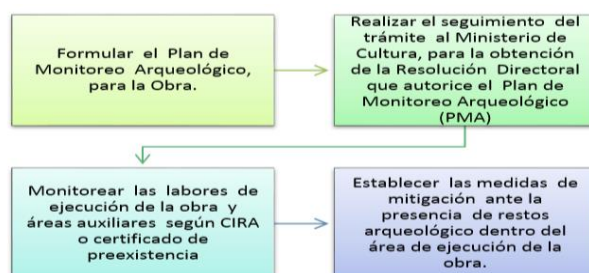 Formular el Plan de
Monitoreo Arqueológico,
para la Obra.
Realizar el seguimiento del
trámite al Ministerio de
Cultura, para la obtención
de la Resolución Directoral
que autorice el Plan de
Monitoreo Arqueológico
(PMA)
Monitorear las labores de
ejecución de la obra y
áreas auxiliares según CIRA
o certificado de
preexistencia
Establecer las medidas de
mitigación ante la
presencia de restos
arqueológico dentro del
área de ejecución de la
obra.